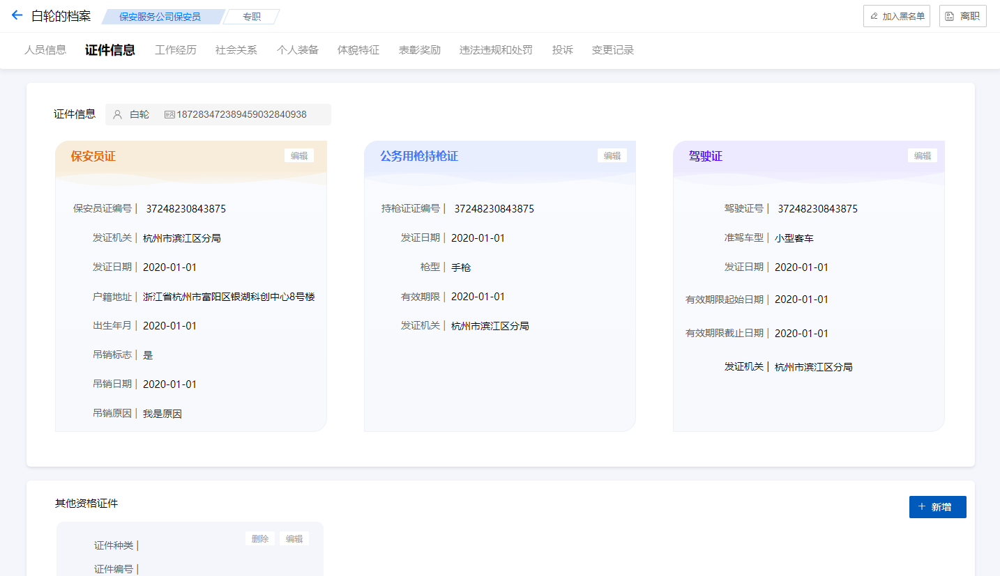 白轮的档案 保安服务公司保安员 专职 加入黑名单 离职
人员信息 证件信息 工作经历 社会关系 个人装备 体貌特征 表彰奖励 违法违规和处罚 投诉 变更记录
证件信息 白轮 187283472389459032840938
保安员证 编辑
保安员证编号 | 37248230843875
发证机关 | 杭州市滨江区分局
发证日期 | 2020-01-01
户籍地址 | 浙江省杭州市富阳区银湖科创中心8号楼
出生年月 | 2020-01-01
吊销标志 | 是
吊销日期 | 2020-01-01
吊销原因 | 我是原因
公务用枪持枪证 编辑
持枪证证编号 | 37248230843875
发证日期 | 2020-01-01
枪型 | 手枪
有效期限 | 2020-01-01
发证机关 | 杭州市滨江区分局
驾驶证 编辑
驾驶证号 | 37248230843875
准驾车型 | 小型客车
发证日期 | 2020-01-01
有效期限起始日期 | 2020-01-01
有效期限截止日期 | 2020-01-01
发证机关 | 杭州市滨江区分局
其他资格证件 + 新增
删除 编辑
证件种类 |
证件编号 |